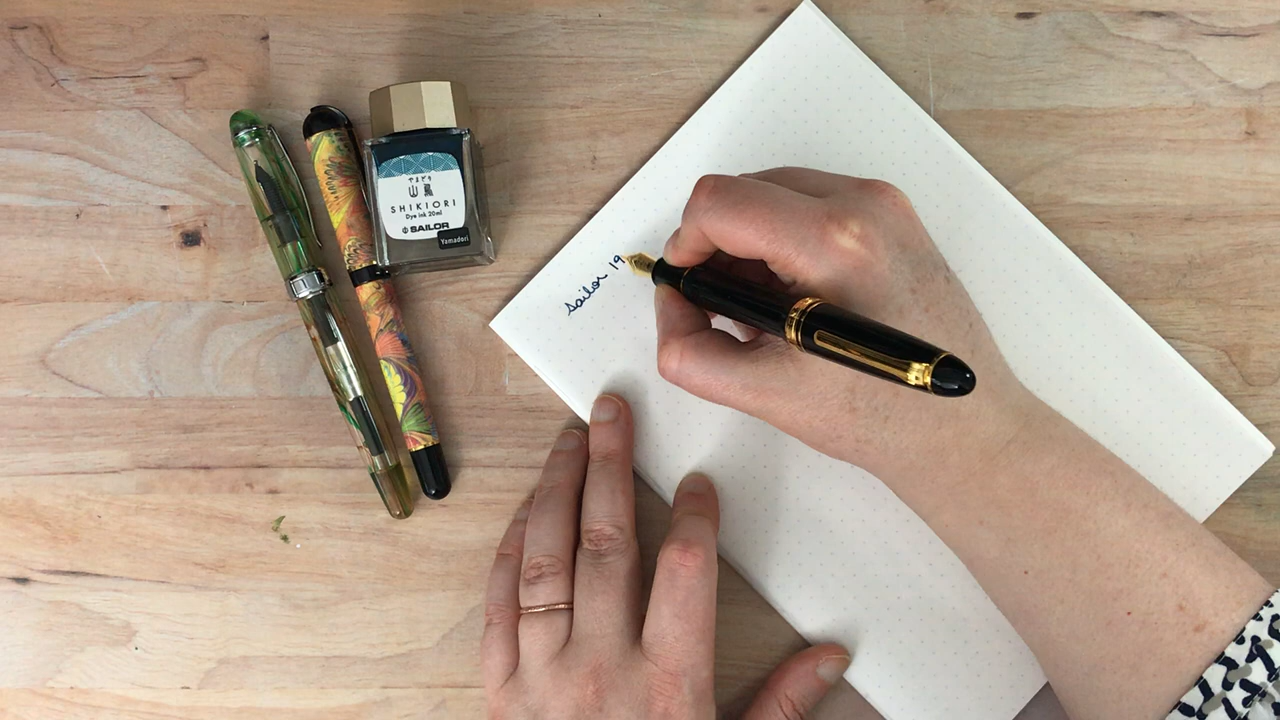 やまどり
山鳥
SHIKIORI
Dye ink 20ml
SAILOR
Yamadori
Sailor 19